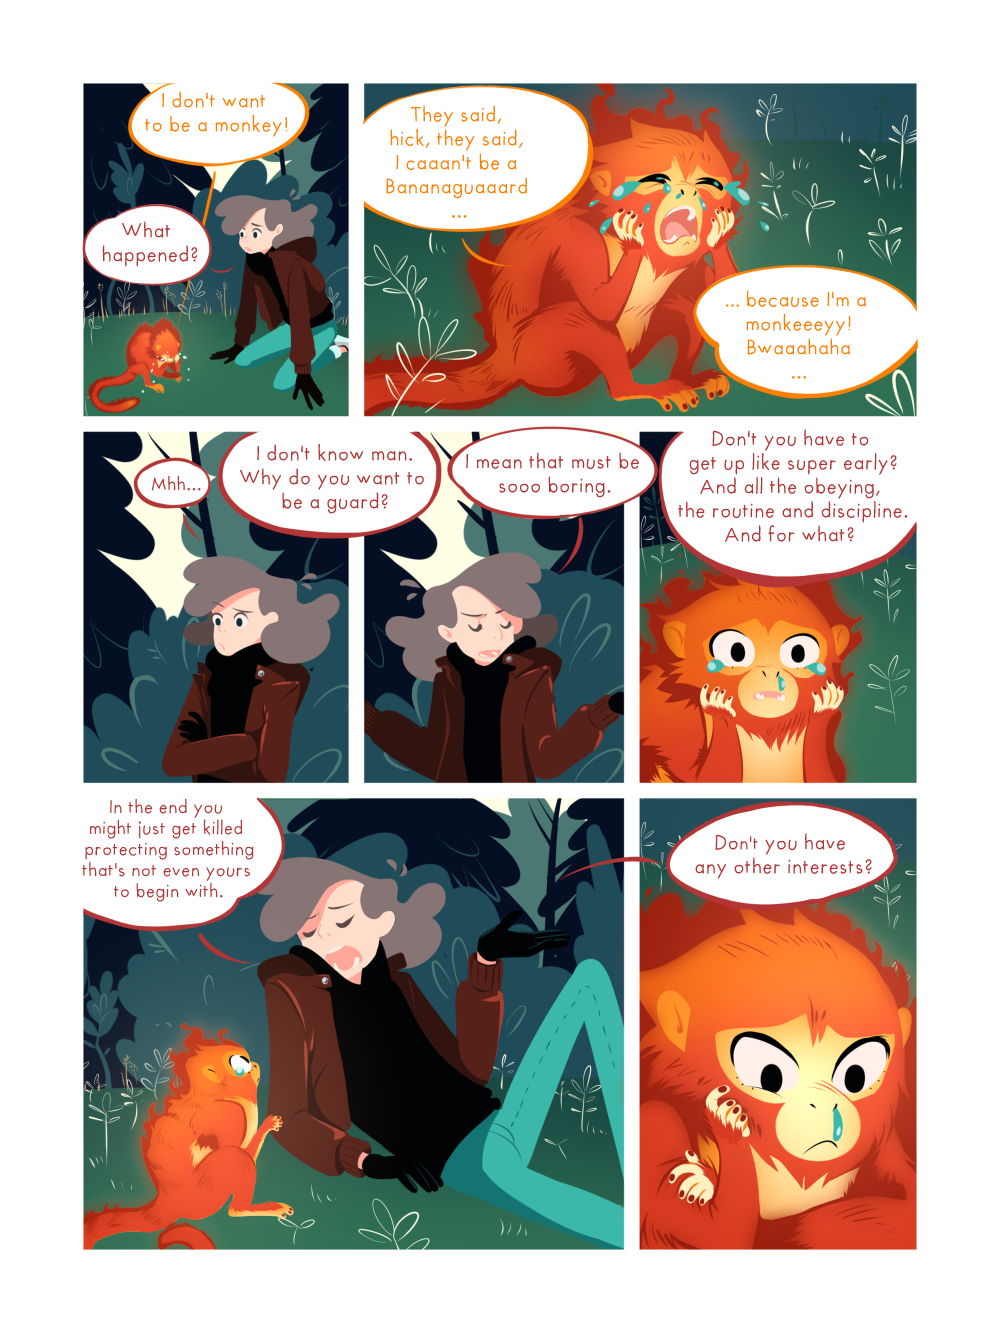 I don't want
to be a monkey!
What
happened?
They said,
hick, they said,
I caaan't be a
Bananaguaaard
...
... because I'm a
monkeeeyy!
Bwaaahaha
...
Mhh...
I don't know man.
Why do you want to
be a guard?
I mean that must be
sooo boring.
Don't you have to
get up like super early?
And all the obeying,
the routine and discipline.
And for what?
In the end you
might just get killed
protecting something
that's not even yours
to begin with.
Don't you have
any other interests?